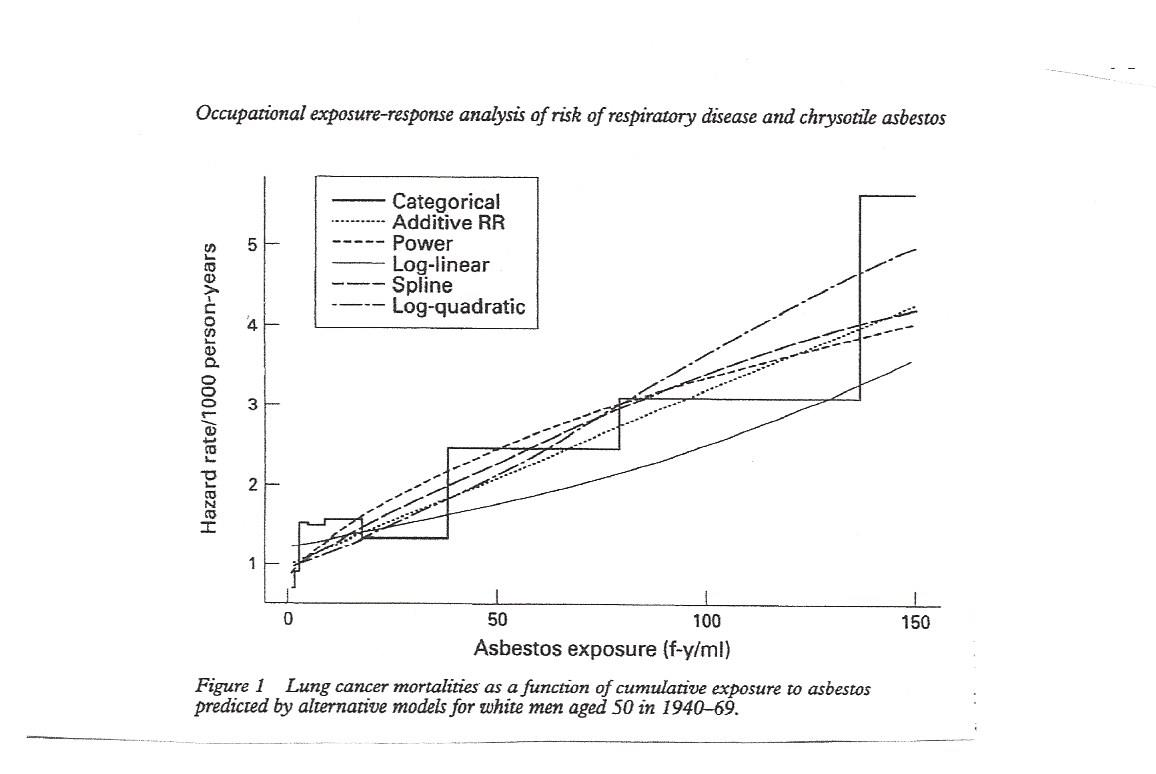 Occupational exposure-response analysis of risk of respiratory disease and chrysotile asbestos
Categorical
Additive RR
Power
Log-linear
Spline
Log-quadratic
Hazard rate/1000 person-years
5
4
3
2
1
0
50
100
150
Asbestos exposure (f-y/ml)
Figure 1 Lung cancer mortalities as a function of cumulative exposure to asbestos
predicted by alternative models for white men aged 50 in 1940–69.